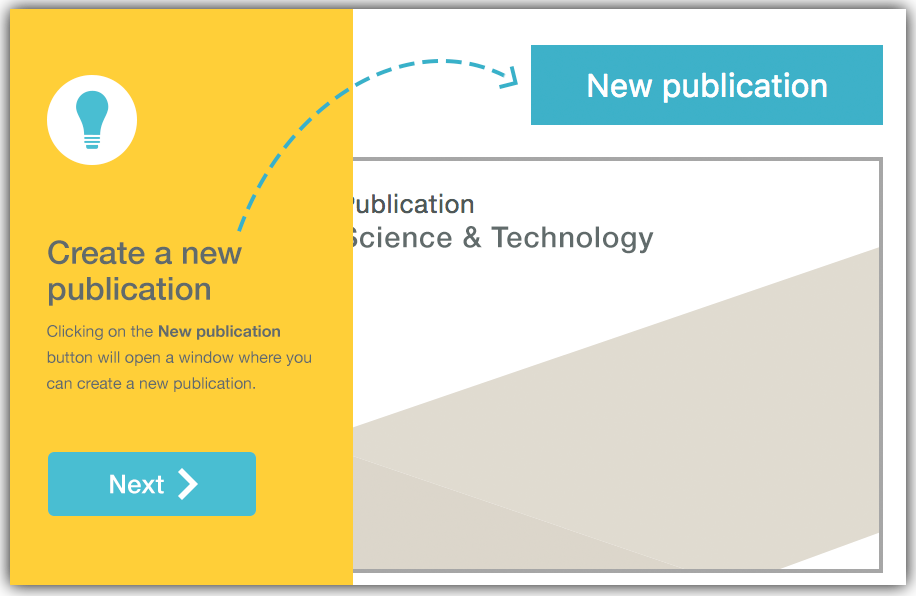 New publication
Publication
Science & Technology
Create a new
publication
Clicking on the New publication
button will open a window where you
can create a new publication.
Next